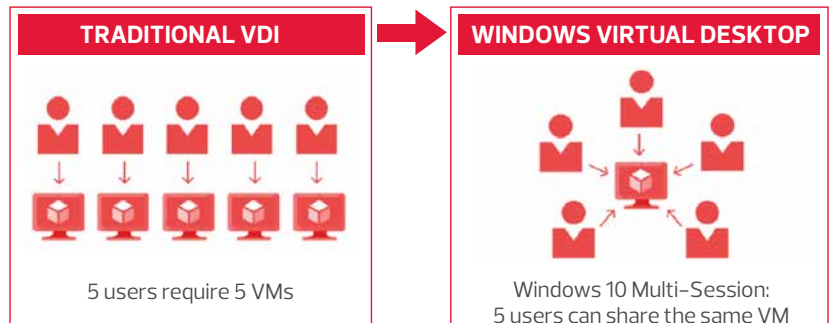 TRADITIONAL VDI
5 users require 5 VMs
WINDOWS VIRTUAL DESKTOP
Windows 10 Multi-Session:
5 users can share the same VM